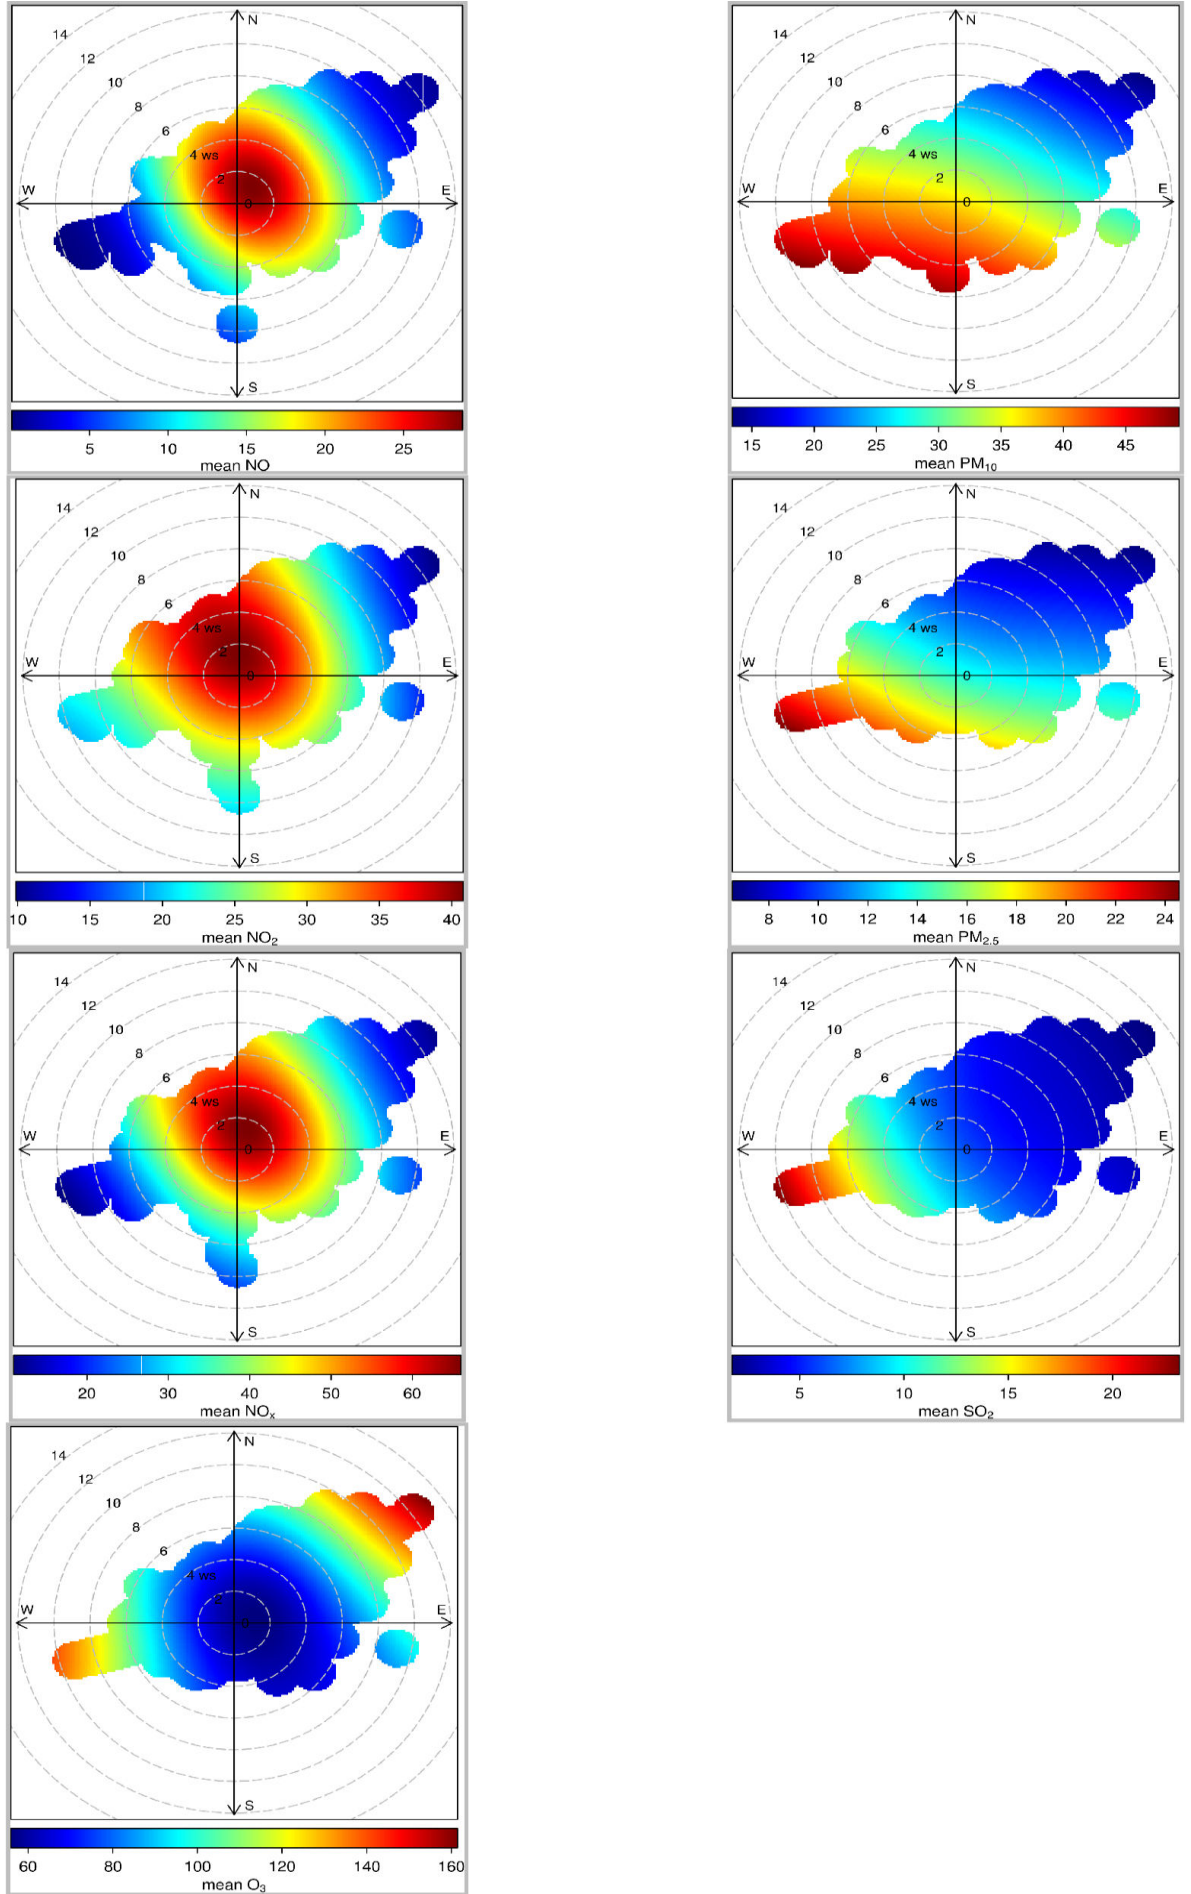 14
N
12
10
8
6
4 ws
2
W
E
0
S
5 10 15 20 25
mean NO
14
N
12
10
8
6
4 ws
2
W
E
0
S
15 20 25 30 35 40 45
mean PM₁₀
14
N
12
10
8
6
4 ws
2
W
E
0
S
10 15 20 25 30 35 40
mean NO₂
14
N
12
10
8
6
4 ws
2
W
E
0
S
8 10 12 14 16 18 20 22 24
mean PM₂.₅
14
N
12
10
8
6
4 ws
2
W
E
0
S
20 30 40 50 60
mean NOₓ
14
N
12
10
8
6
4 ws
2
W
E
0
S
5 10 15 20
mean SO₂
14
N
12
10
8
6
4 ws
2
W
E
0
S
60 80 100 120 140 160
mean O₃